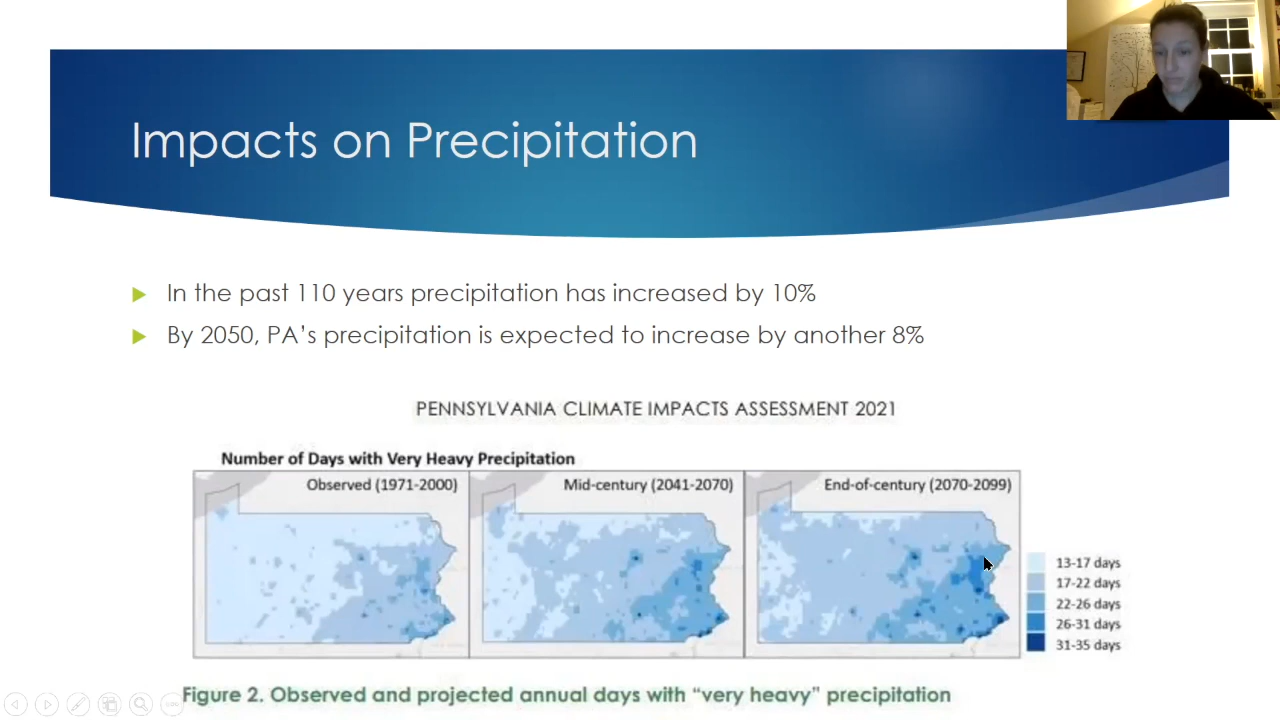 Impacts on Precipitation
In the past 110 years precipitation has increased by 10%
By 2050, PA's precipitation is expected to increase by another 8%
PENNSYLVANIA CLIMATE IMPACTS ASSESSMENT 2021
Number of Days with Very Heavy Precipitation
Observed (1971-2000)
Mid-century (2041-2070)
End-of-century (2070-2099)
13-17 days
17-22 days
22-26 days
26-31 days
31-35 days
Figure 2. Observed and projected annual days with “very heavy” precipitation